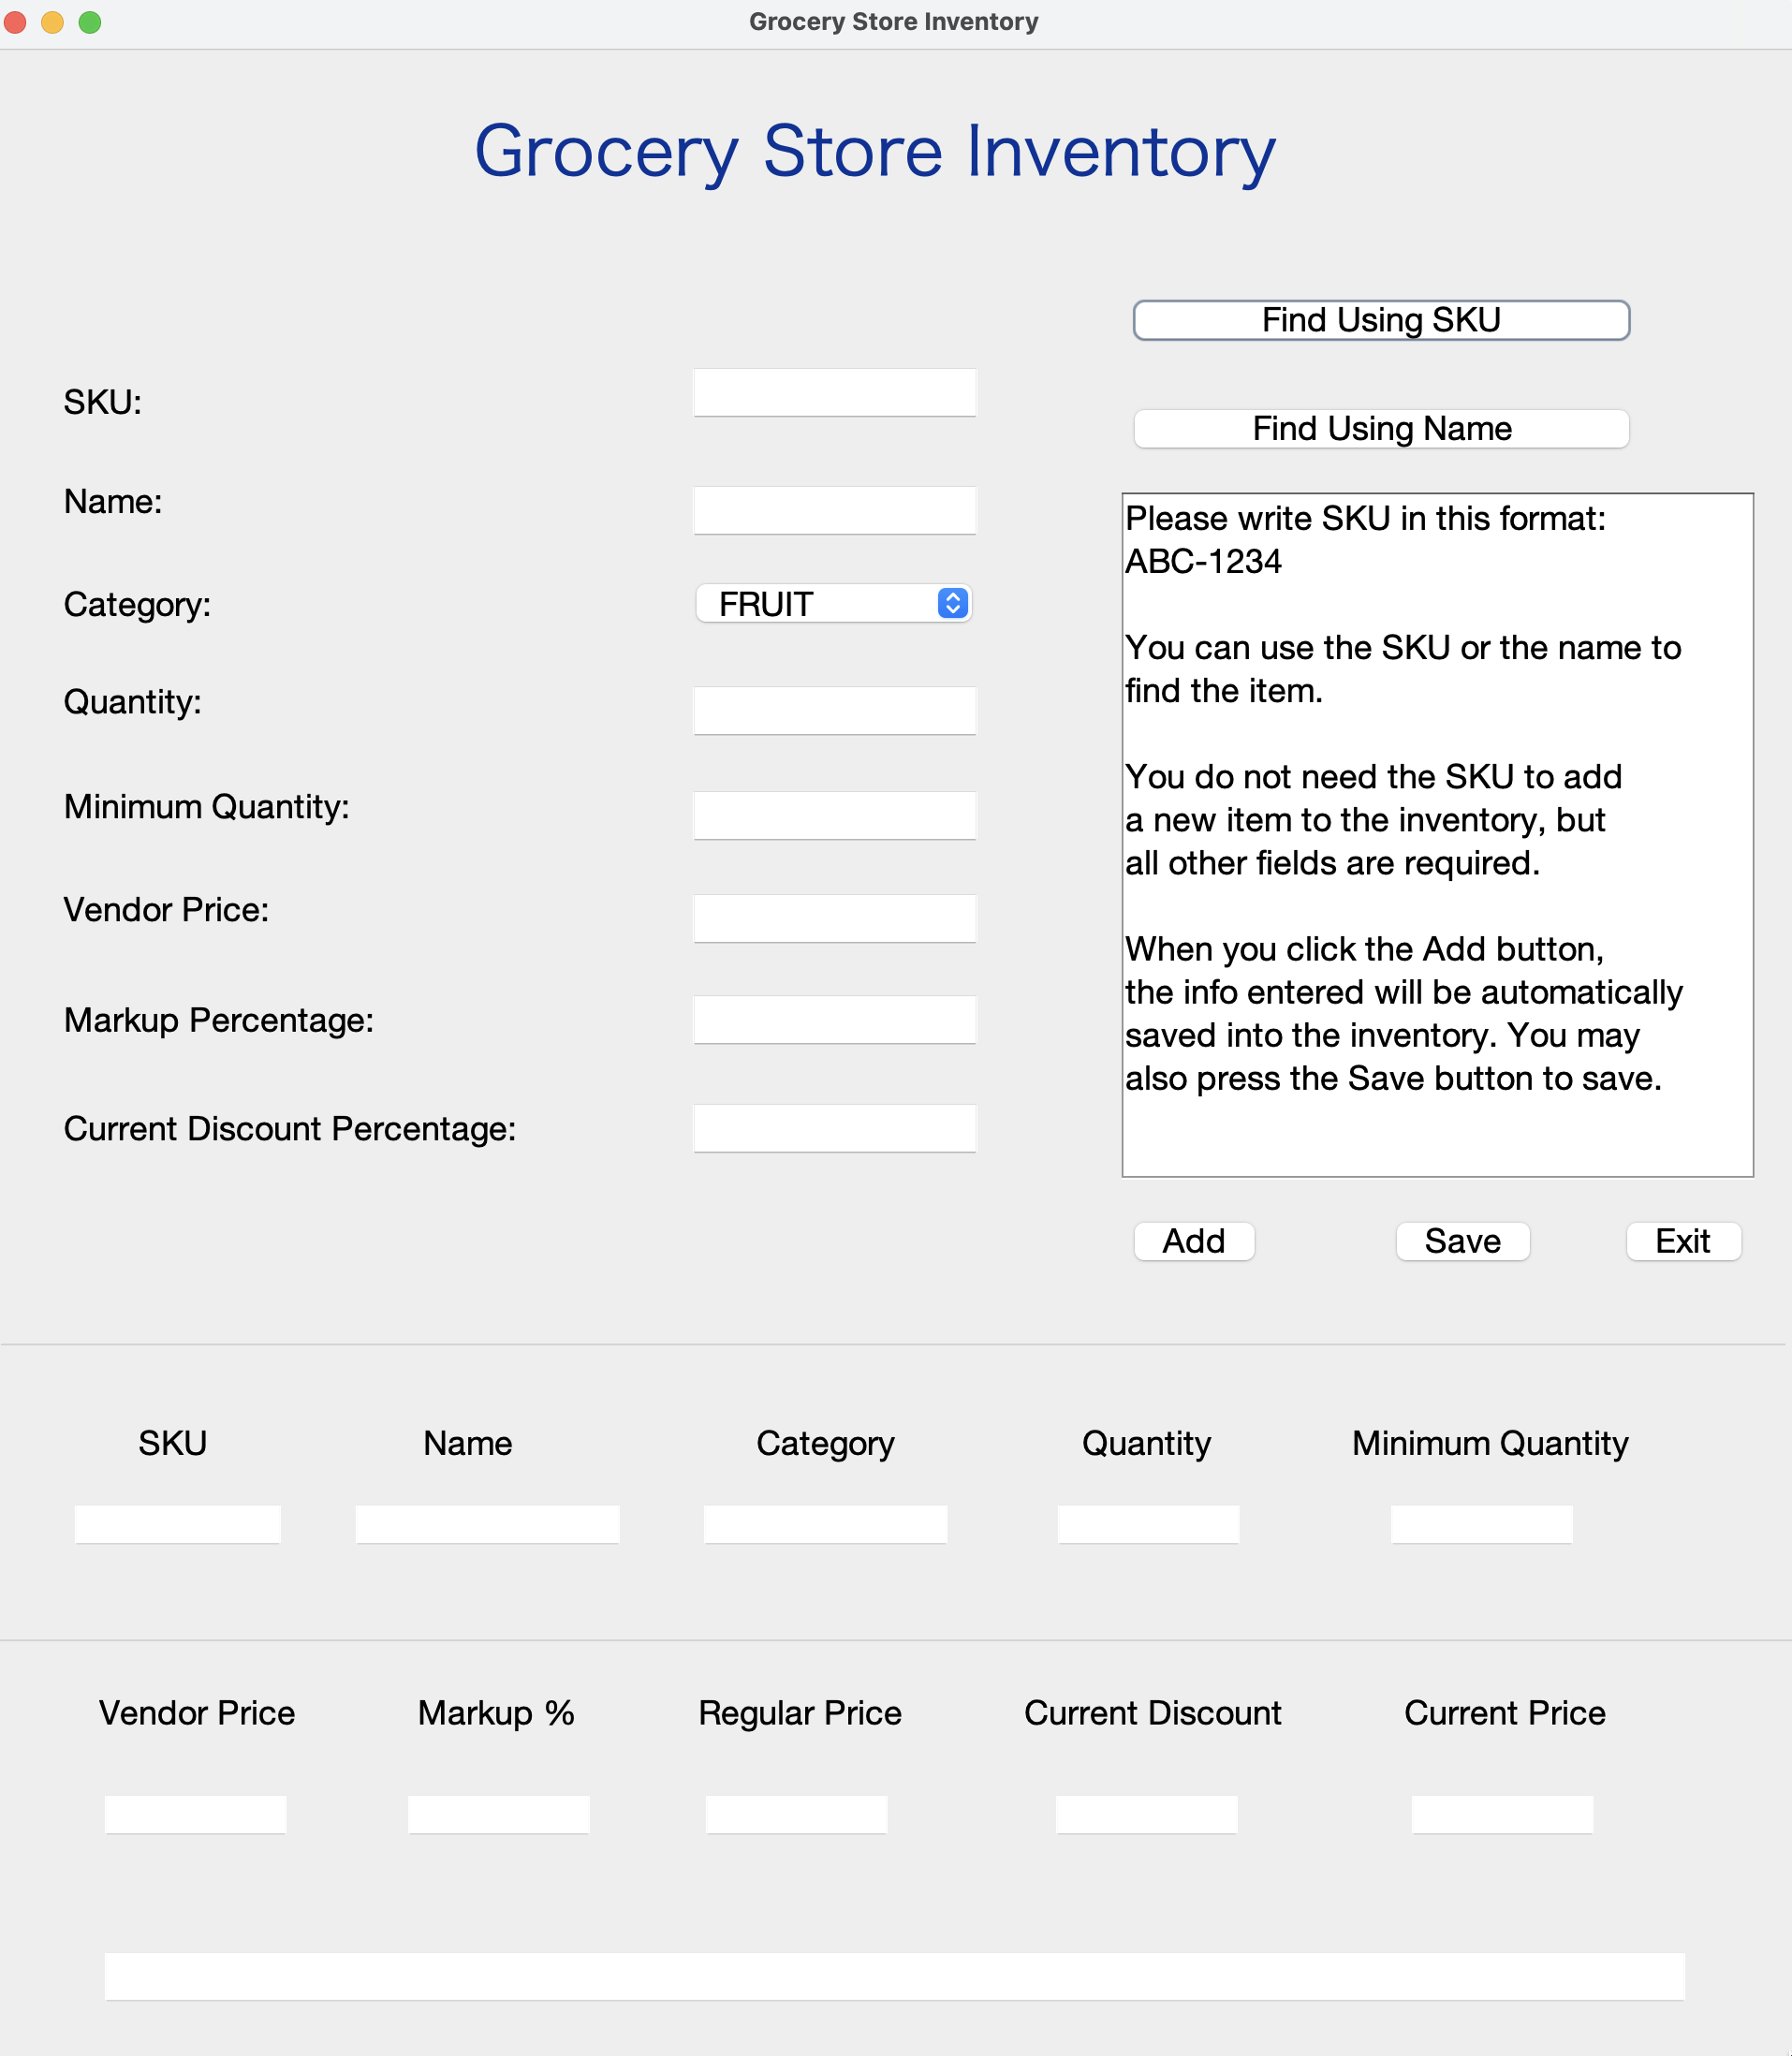 Grocery Store Inventory
Grocery Store Inventory
Find Using SKU
SKU:
Find Using Name
Name:
Category:
FRUIT
Quantity:
Minimum Quantity:
Vendor Price:
Markup Percentage:
Current Discount Percentage:
Please write SKU in this format:
ABC-1234
You can use the SKU or the name to
find the item.
You do not need the SKU to add
a new item to the inventory, but
all other fields are required.
When you click the Add button,
the info entered will be automatically
saved into the inventory. You may
also press the Save button to save.
Add Save Exit
SKU Name Category Quantity Minimum Quantity
Vendor Price Markup % Regular Price Current Discount Current Price